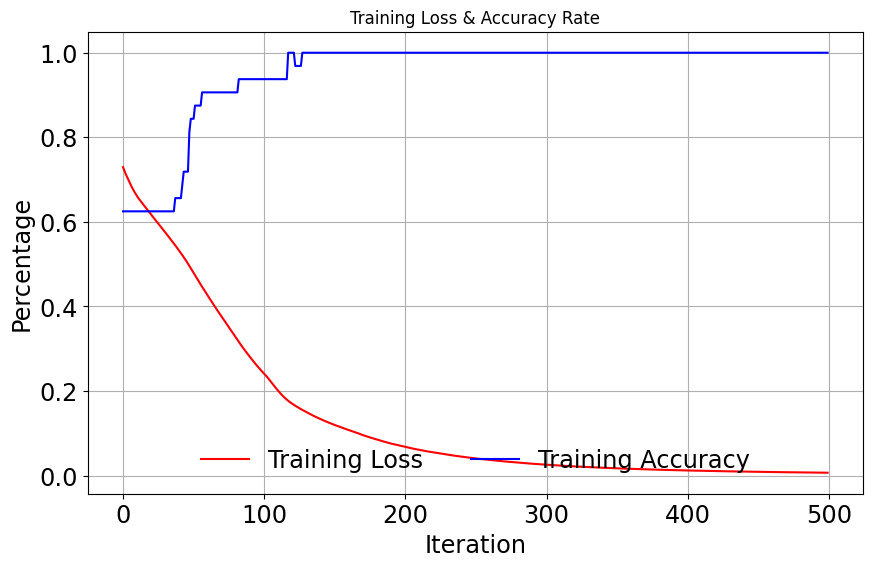 Training Loss & Accuracy Rate
1.0
0.8
0.6
0.4
0.2
0.0
Percentage
Training Loss
Training Accuracy
0 100 200 300 400 500
Iteration